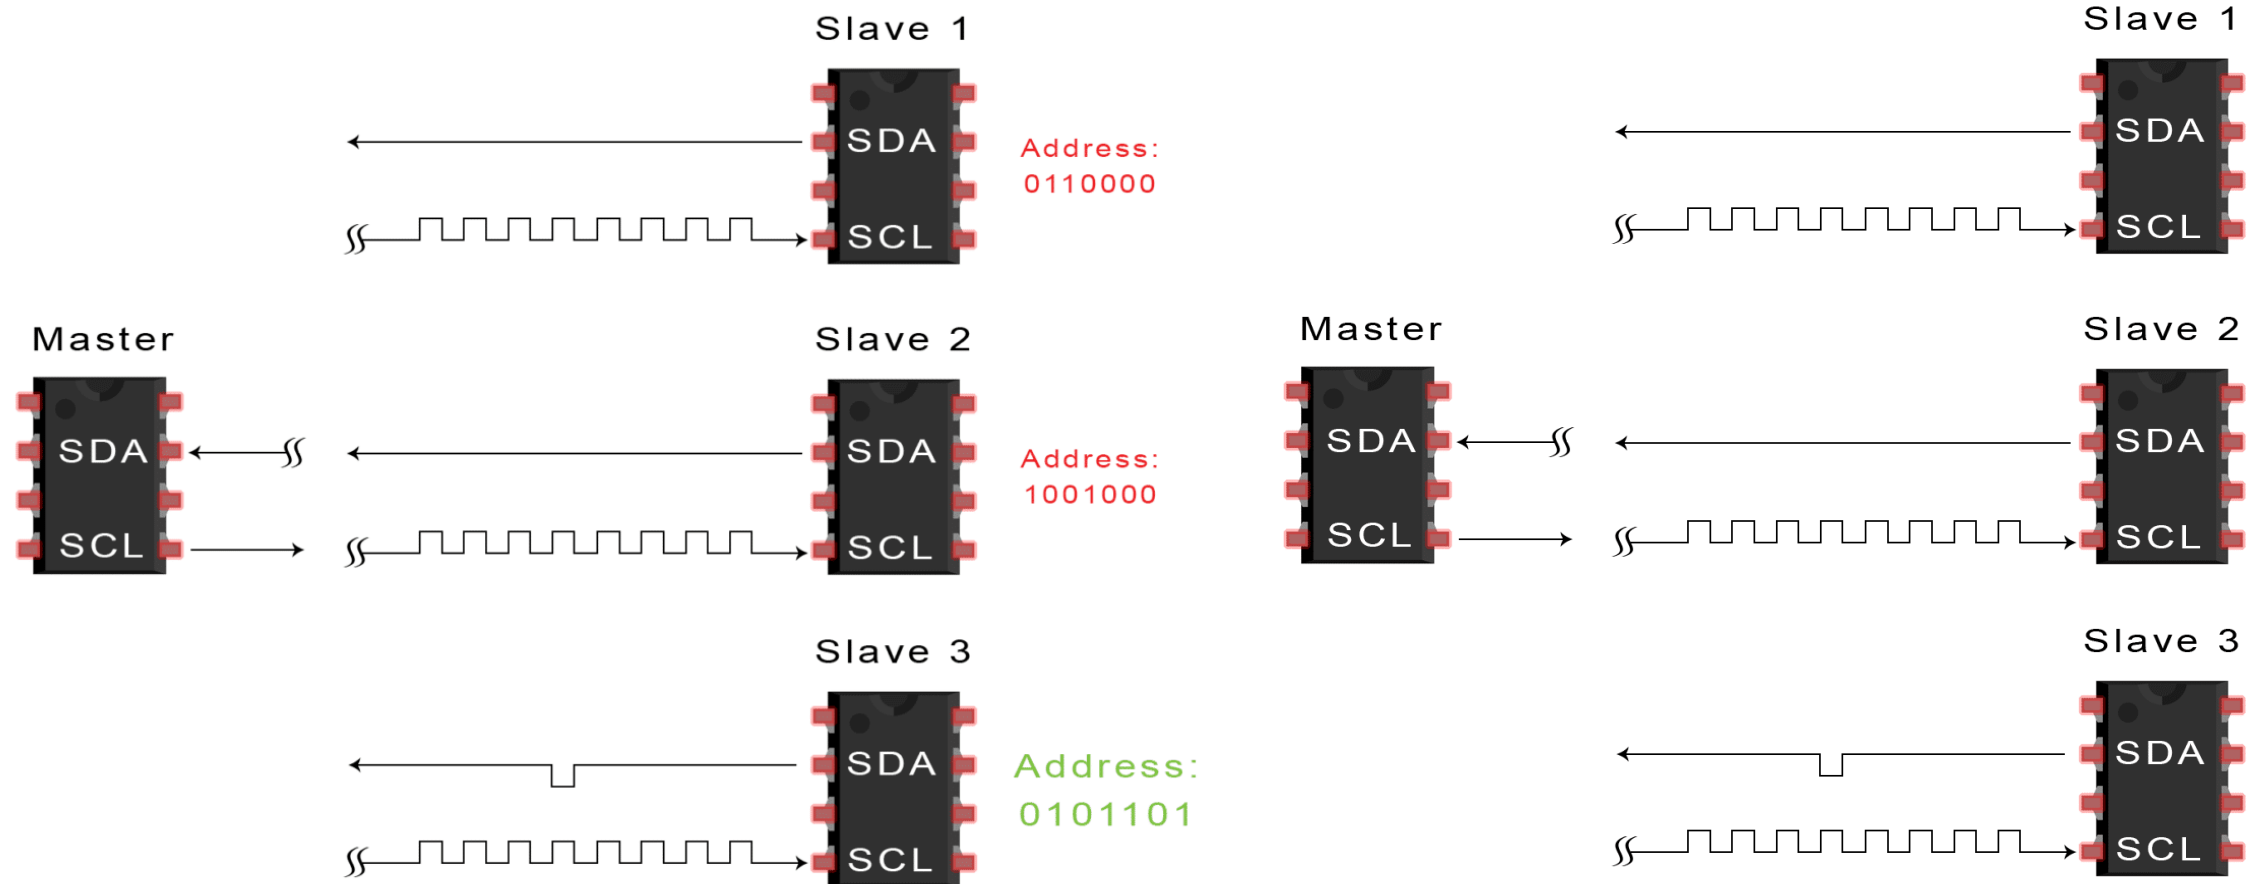 Slave 1
SDA
Address:
0110000
SCL
Master
SDA
SCL
Slave 2
SDA
Address:
1001000
SCL
Slave 3
SDA
Address:
0101101
SCL
Slave 1
SDA
SCL
Master
SDA
SCL
Slave 2
SDA
SCL
Slave 3
SDA
SCL